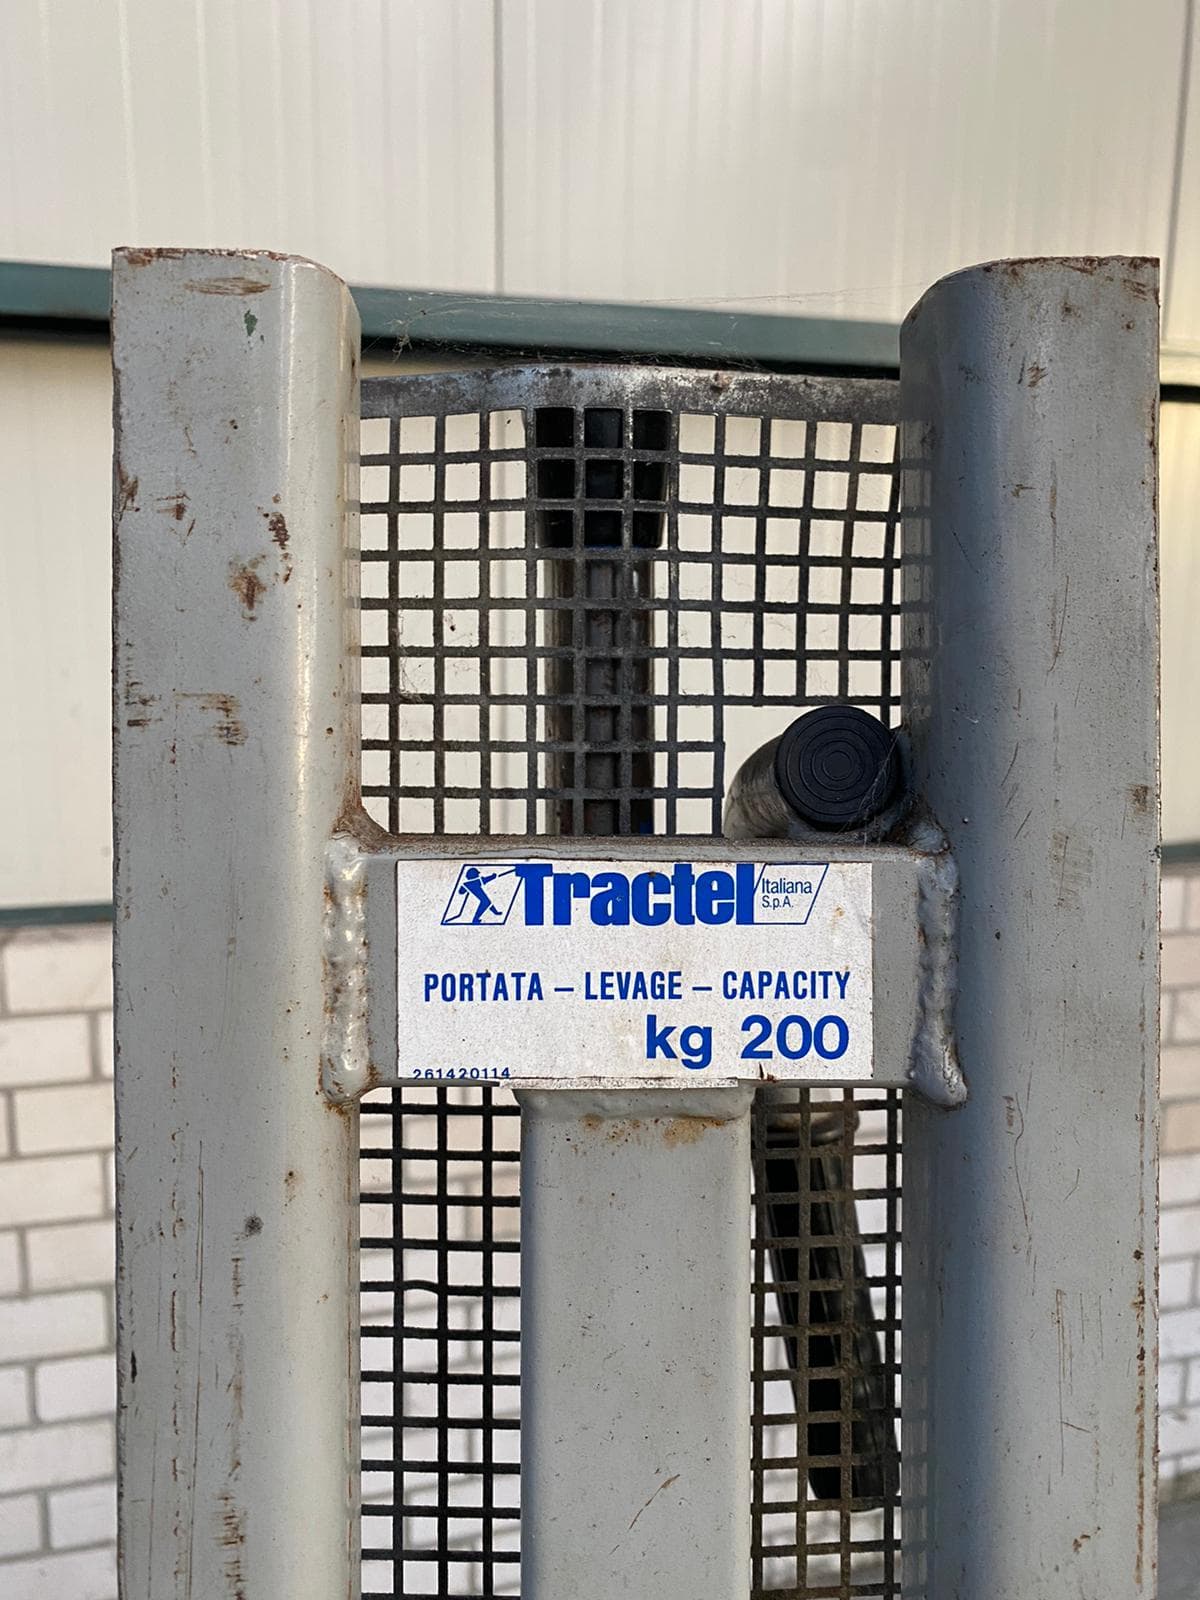 Tractel Italiana
S.p.A.
PORTATA – LEVAGE – CAPACITY
kg 200
261420114